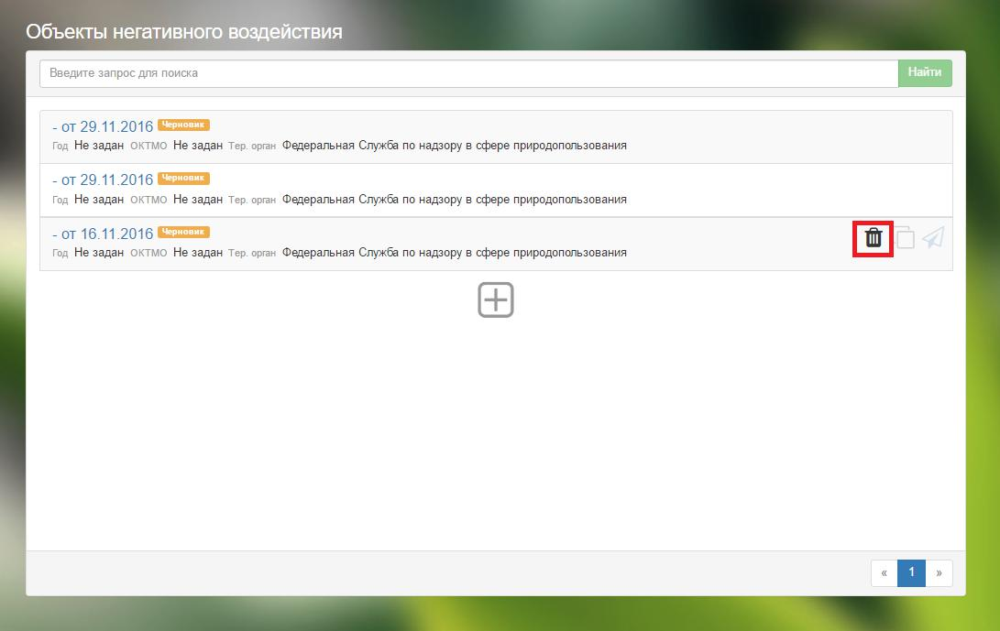 Объекты негативного воздействия
Введите запрос для поиска Найти
- от 29.11.2016 Черновик
Год Не задан ОКТМО Не задан Тер. орган Федеральная Служба по надзору в сфере природопользования
- от 29.11.2016 Черновик
Год Не задан ОКТМО Не задан Тер. орган Федеральная Служба по надзору в сфере природопользования
- от 16.11.2016 Черновик
Год Не задан ОКТМО Не задан Тер. орган Федеральная Служба по надзору в сфере природопользования
« 1 »